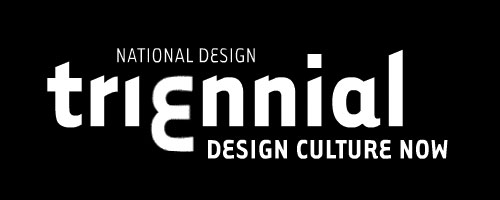 NATIONAL DESIGN
triennial
DESIGN CULTURE NOW